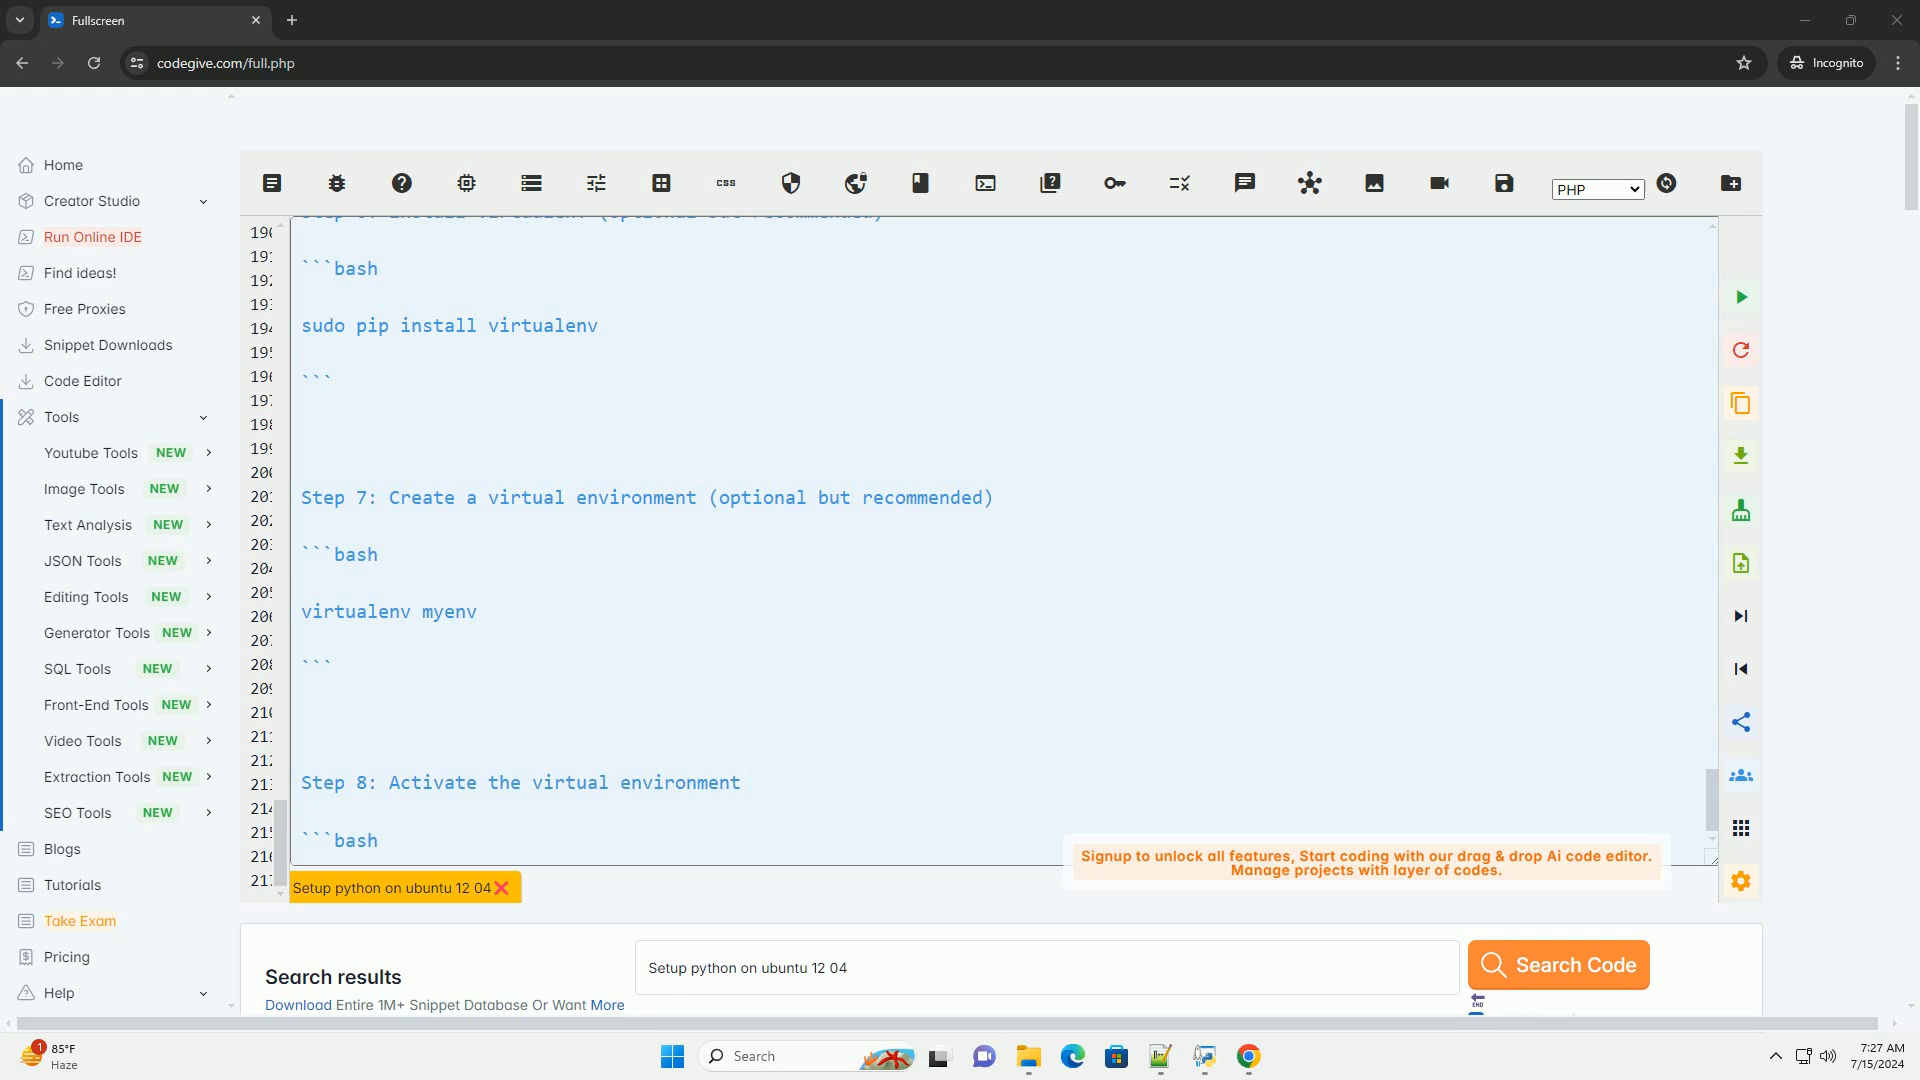 Fullscreen
codegive.com/full.php
Incognito
Home
Creator Studio
Run Online IDE
Find ideas!
Free Proxies
Snippet Downloads
Code Editor
Tools
Youtube Tools NEW
Image Tools NEW
Text Analysis NEW
JSON Tools NEW
Editing Tools NEW
Generator Tools NEW
SQL Tools NEW
Front-End Tools NEW
Video Tools NEW
Extraction Tools NEW
SEO Tools NEW
Blogs
Tutorials
Take Exam
Pricing
Help
css
PHP
```bash
sudo pip install virtualenv
```
Step 7: Create a virtual environment (optional but recommended)
```bash
virtualenv myenv
```
Step 8: Activate the virtual environment
```bash
Signup to unlock all features, Start coding with our drag & drop Ai code editor.
Manage projects with layer of codes.
Setup python on ubuntu 12 04
Search results
Download Entire 1M+ Snippet Database Or Want More
Setup python on ubuntu 12 04
Search Code
END
1
85°F
Haze
Search
7:27 AM
7/15/2024